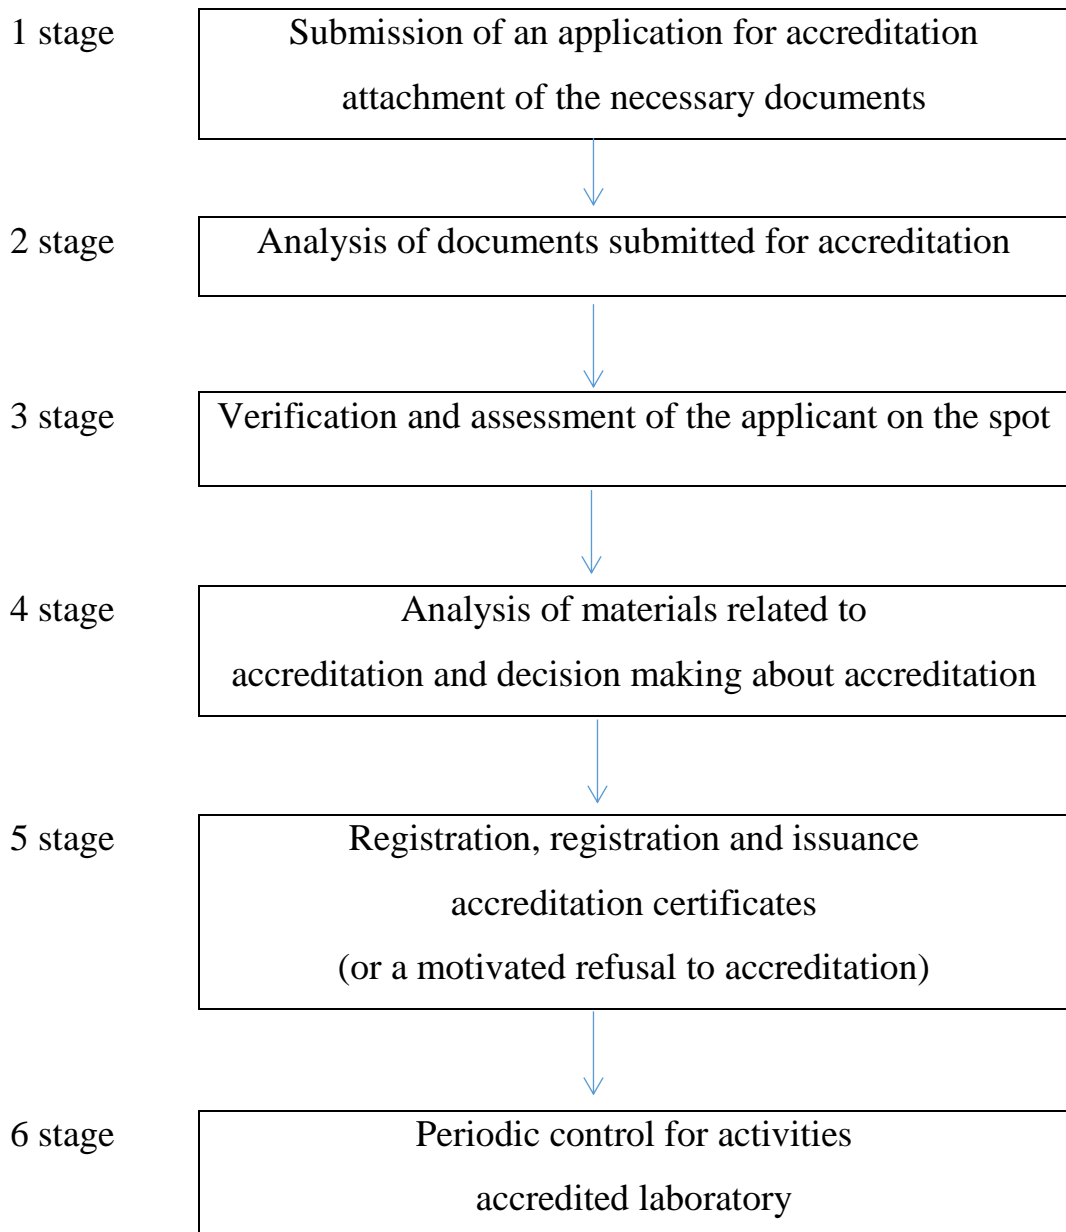 1 stage
Submission of an application for accreditation
attachment of the necessary documents
2 stage
Analysis of documents submitted for accreditation
3 stage
Verification and assessment of the applicant on the spot
4 stage
Analysis of materials related to
accreditation and decision making about accreditation
5 stage
Registration, registration and issuance
accreditation certificates
(or a motivated refusal to accreditation)
6 stage
Periodic control for activities
accredited laboratory